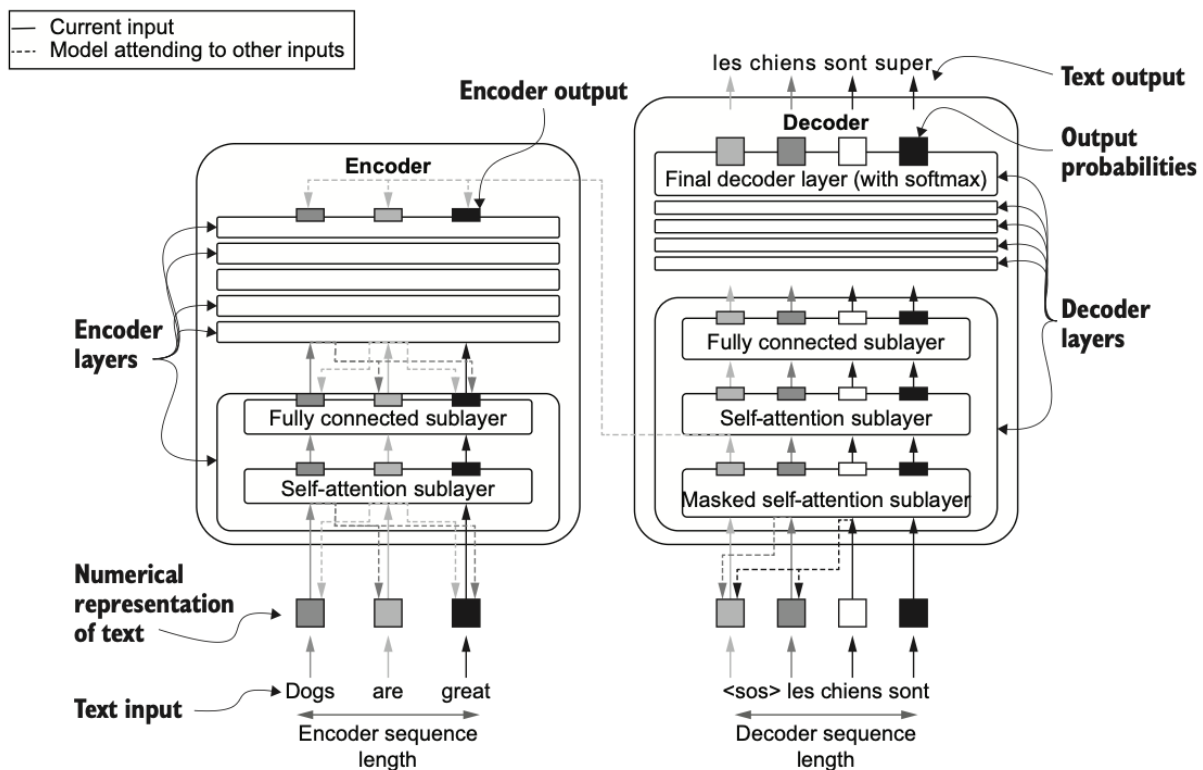 Current input
Model attending to other inputs
les chiens sont super
Text output
Encoder output
Decoder
Output
probabilities
Encoder
Final decoder layer (with softmax)
Encoder
layers
Decoder
layers
Fully connected sublayer
Fully connected sublayer
Self-attention sublayer
Self-attention sublayer
Masked self-attention sublayer
Numerical
representation
of text
Text input
Dogs are great
<sos> les chiens sont
Encoder sequence
length
Decoder sequence
length